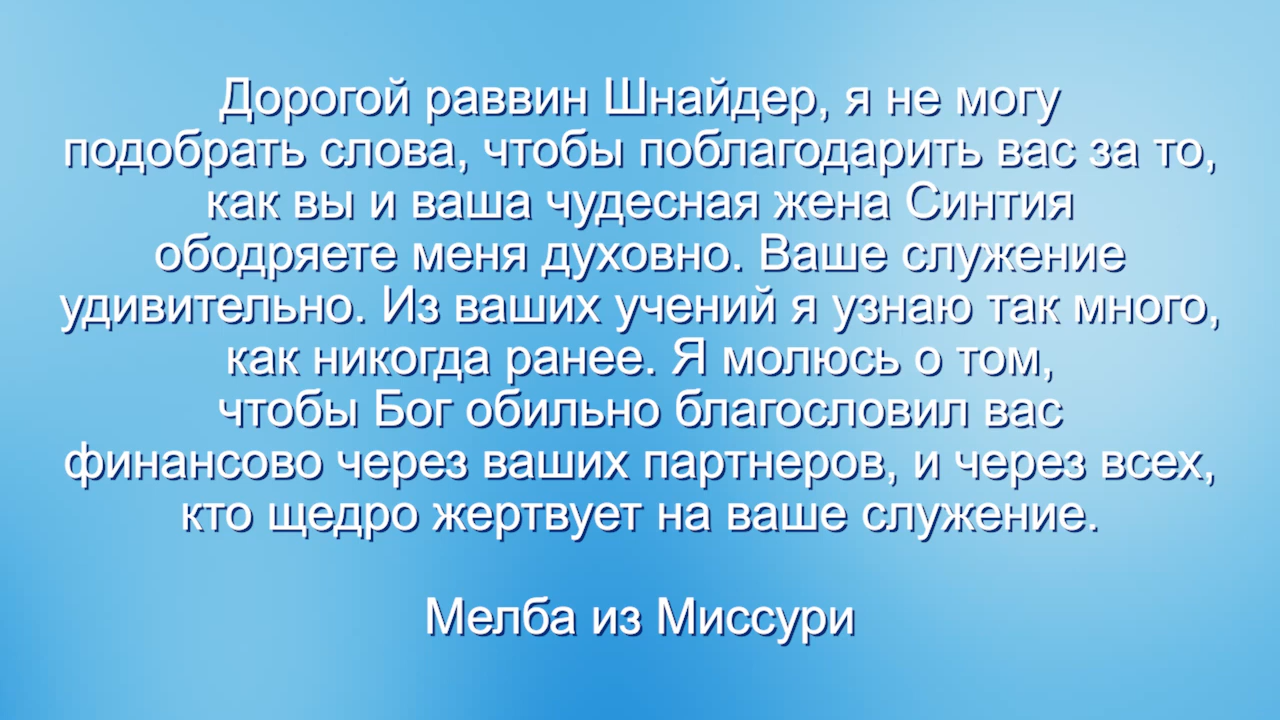 Дорогой раввин Шнайдер, я не могу
подобрать слова, чтобы поблагодарить вас за то,
как вы и ваша чудесная жена Синтия
ободряете меня духовно. Ваше служение
удивительно. Из ваших учений я узнаю так много,
как никогда ранее. Я молюсь о том,
чтобы Бог обильно благословил вас
финансово через ваших партнеров, и через всех,
кто щедро жертвует на ваше служение.
Мелба из Миссури